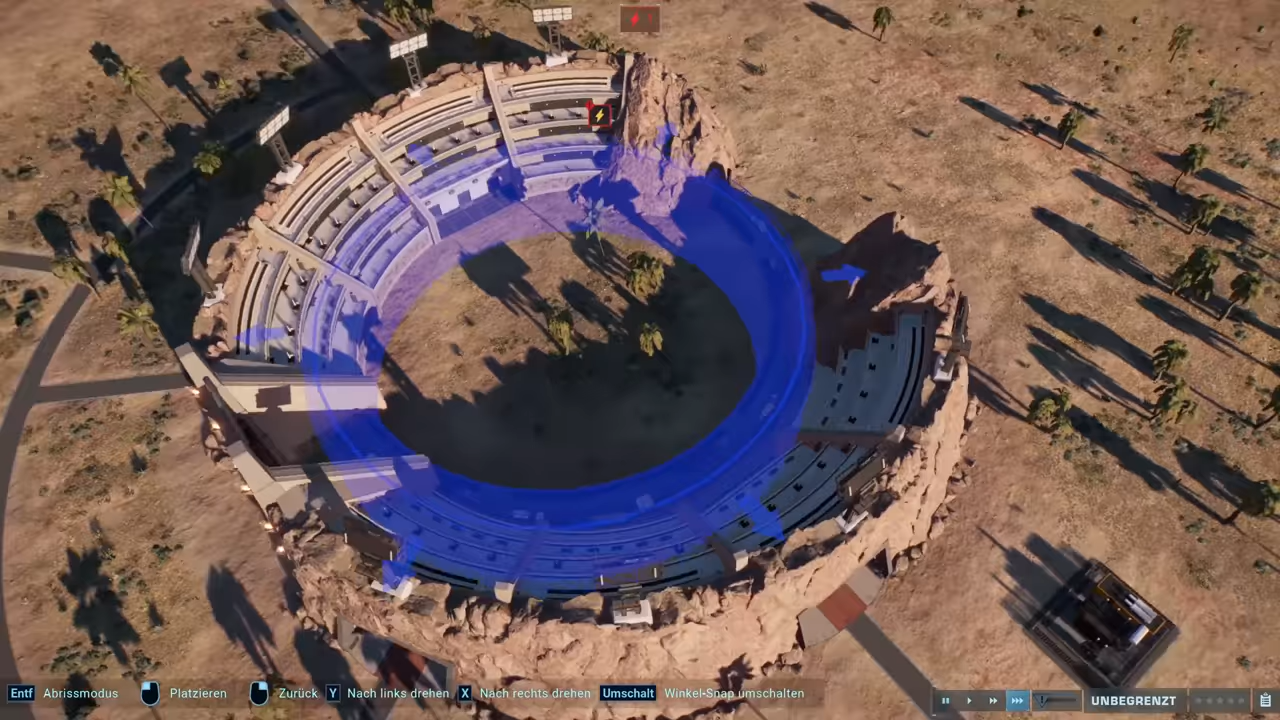 Entf Abrissmodus Platzieren Zurück Y Nach links drehen X Nach rechts drehen Umschalt Winkel-Snap umschalten UNBEGRENZT